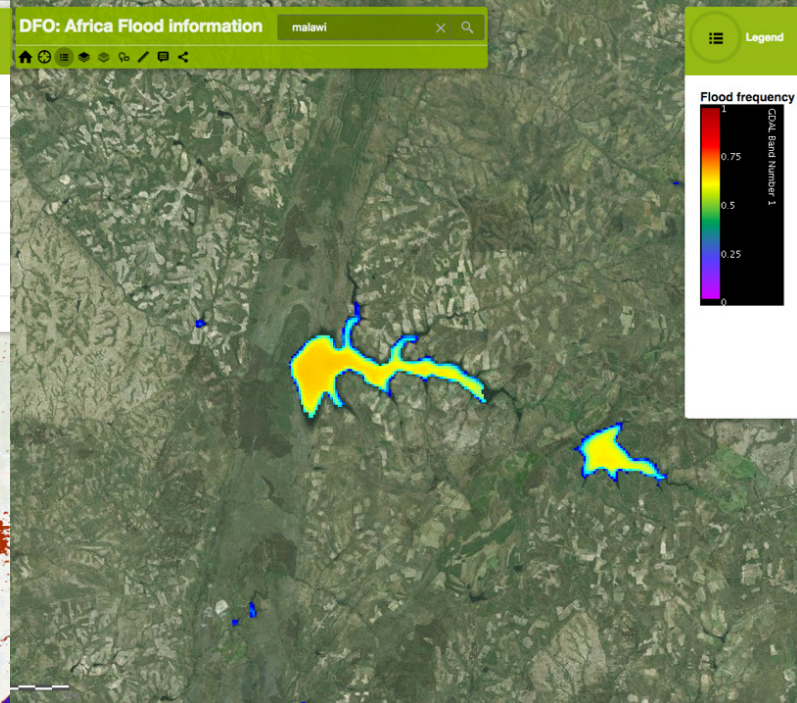 DFO: Africa Flood information
malawi
Legend
Flood frequency
1
0.75
0.5
0.25
0
GDAL Band Number 1